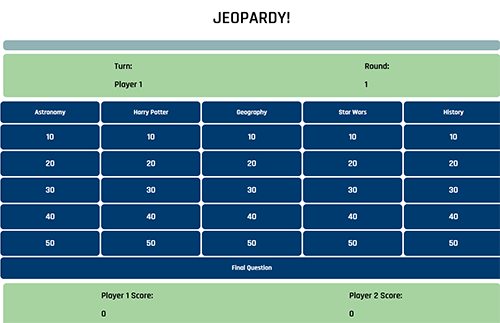 JEOPARDY!
Turn: Round:
Player 1 1
Astronomy Harry Potter Geography Star Wars History
10 10 10 10 10
20 20 20 20 20
30 30 30 30 30
40 40 40 40 40
50 50 50 50 50
Final Question
Player 1 Score: Player 2 Score:
0 0